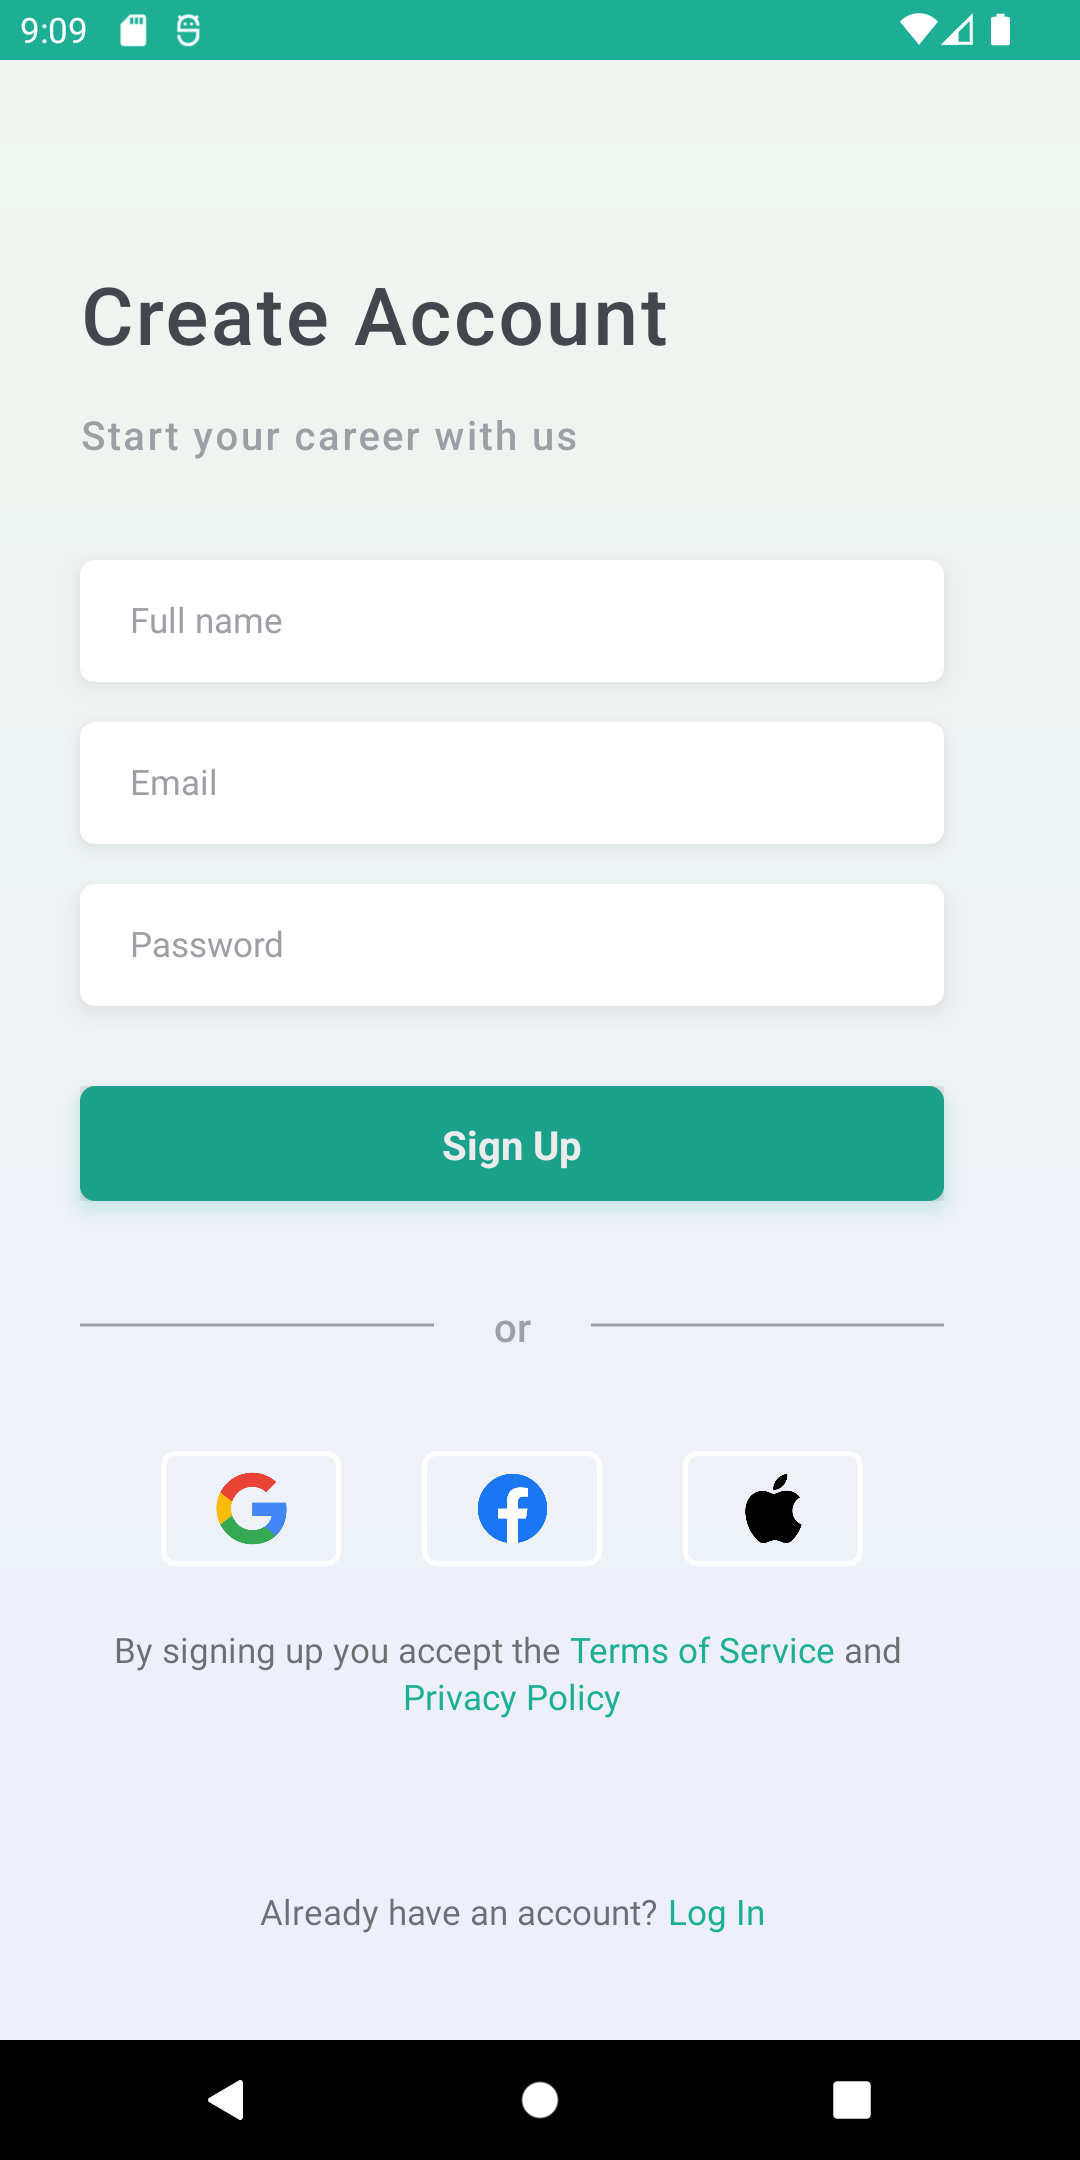 9:09
Create Account
Start your career with us
Full name
Email
Password
Sign Up
or
By signing up you accept the Terms of Service and
Privacy Policy
Already have an account? Log In